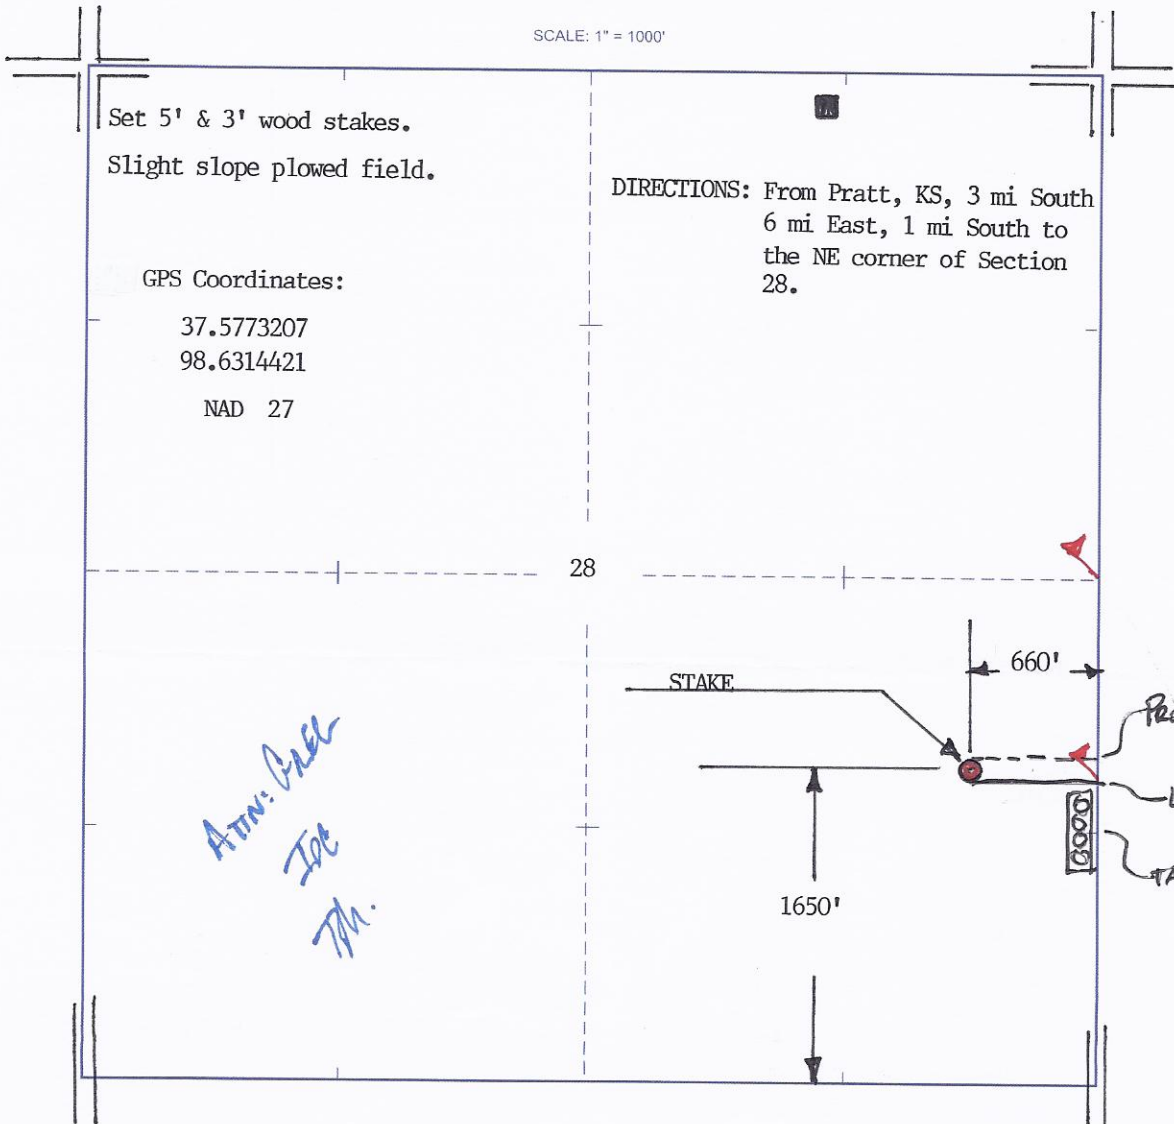 SCALE: 1" = 1000'
Set 5' & 3' wood stakes.
Slight slope plowed field.
DIRECTIONS: From Pratt, KS, 3 mi South
6 mi East, 1 mi South to
the NE corner of Section
28.
GPS Coordinates:
37.5773207
98.6314421
NAD 27
28
660'
STAKE
1650'
ATTN: